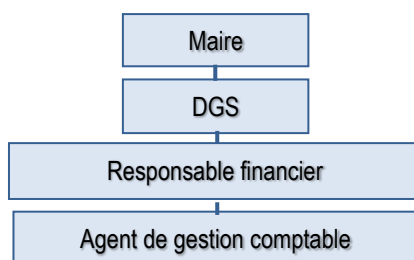 Maire
DGS
Responsable financier
Agent de gestion comptable